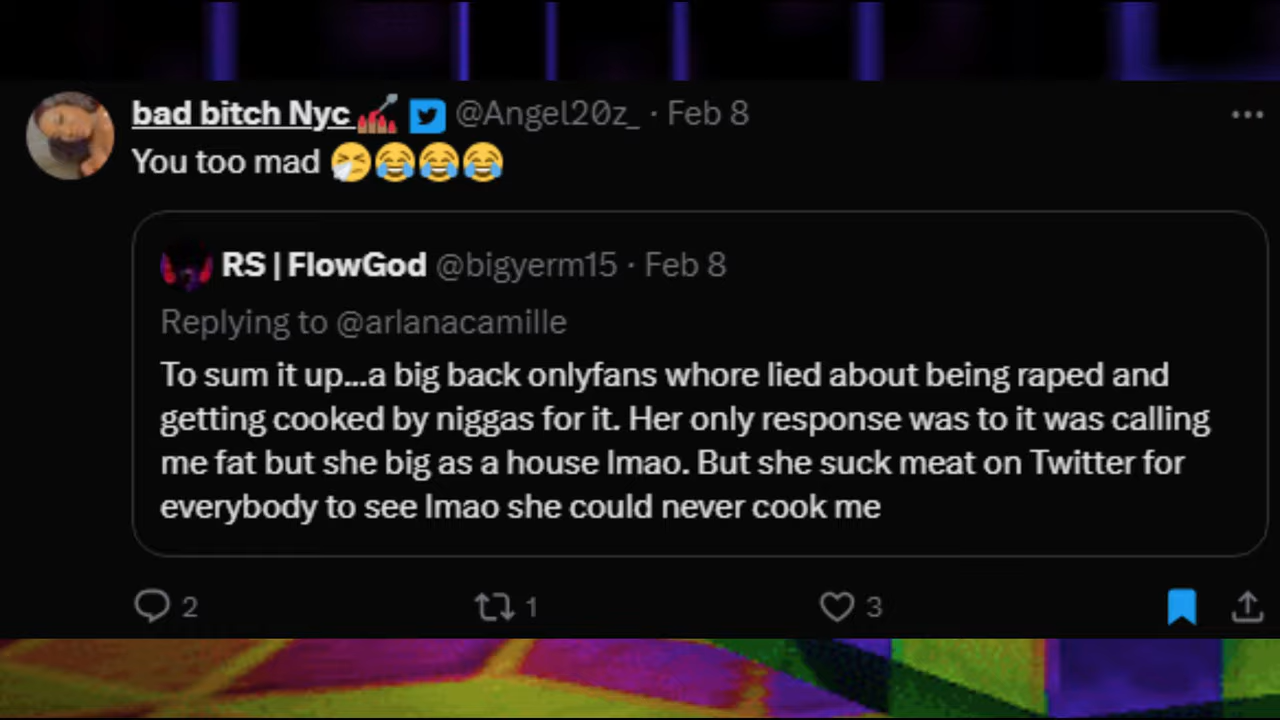 bad bitch Nyc💅 @Angel20z_ · Feb 8
You too mad 🤧😂😂😂
RS | FlowGod @bigyerm15 · Feb 8
Replying to @arlanacamille
To sum it up...a big back onlyfans whore lied about being raped and
getting cooked by niggas for it. Her only response was to it was calling
me fat but she big as a house lmao. But she suck meat on Twitter for
everybody to see lmao she could never cook me
2 1 3